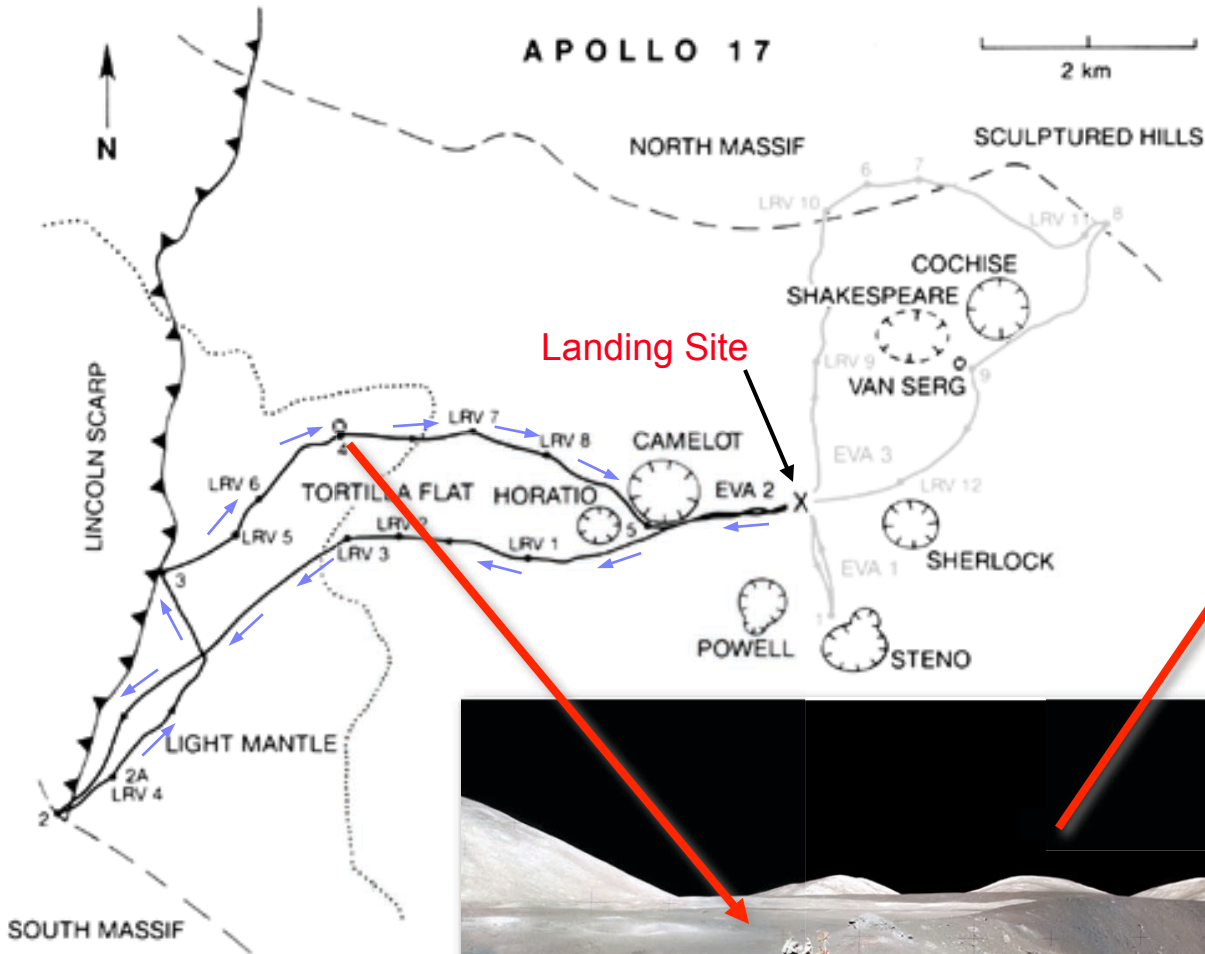 APOLLO 17
2 km
N
NORTH MASSIF
SCULPTURED HILLS
6
7
LRV 10
LRV 11
8
COCHISE
SHAKESPEARE
Landing Site
LRV 9
VAN SERG
9
LINCOLN SCARP
LRV 7
LRV 8
CAMELOT
4
EVA 3
LRV 6
TORTILLA FLAT
HORATIO
EVA 2
X
LRV 12
5
LRV 5
LRV 2
LRV 3
LRV 1
SHERLOCK
3
EVA 1
1
POWELL
STENO
LIGHT MANTLE
2A
LRV 4
2
SOUTH MASSIF